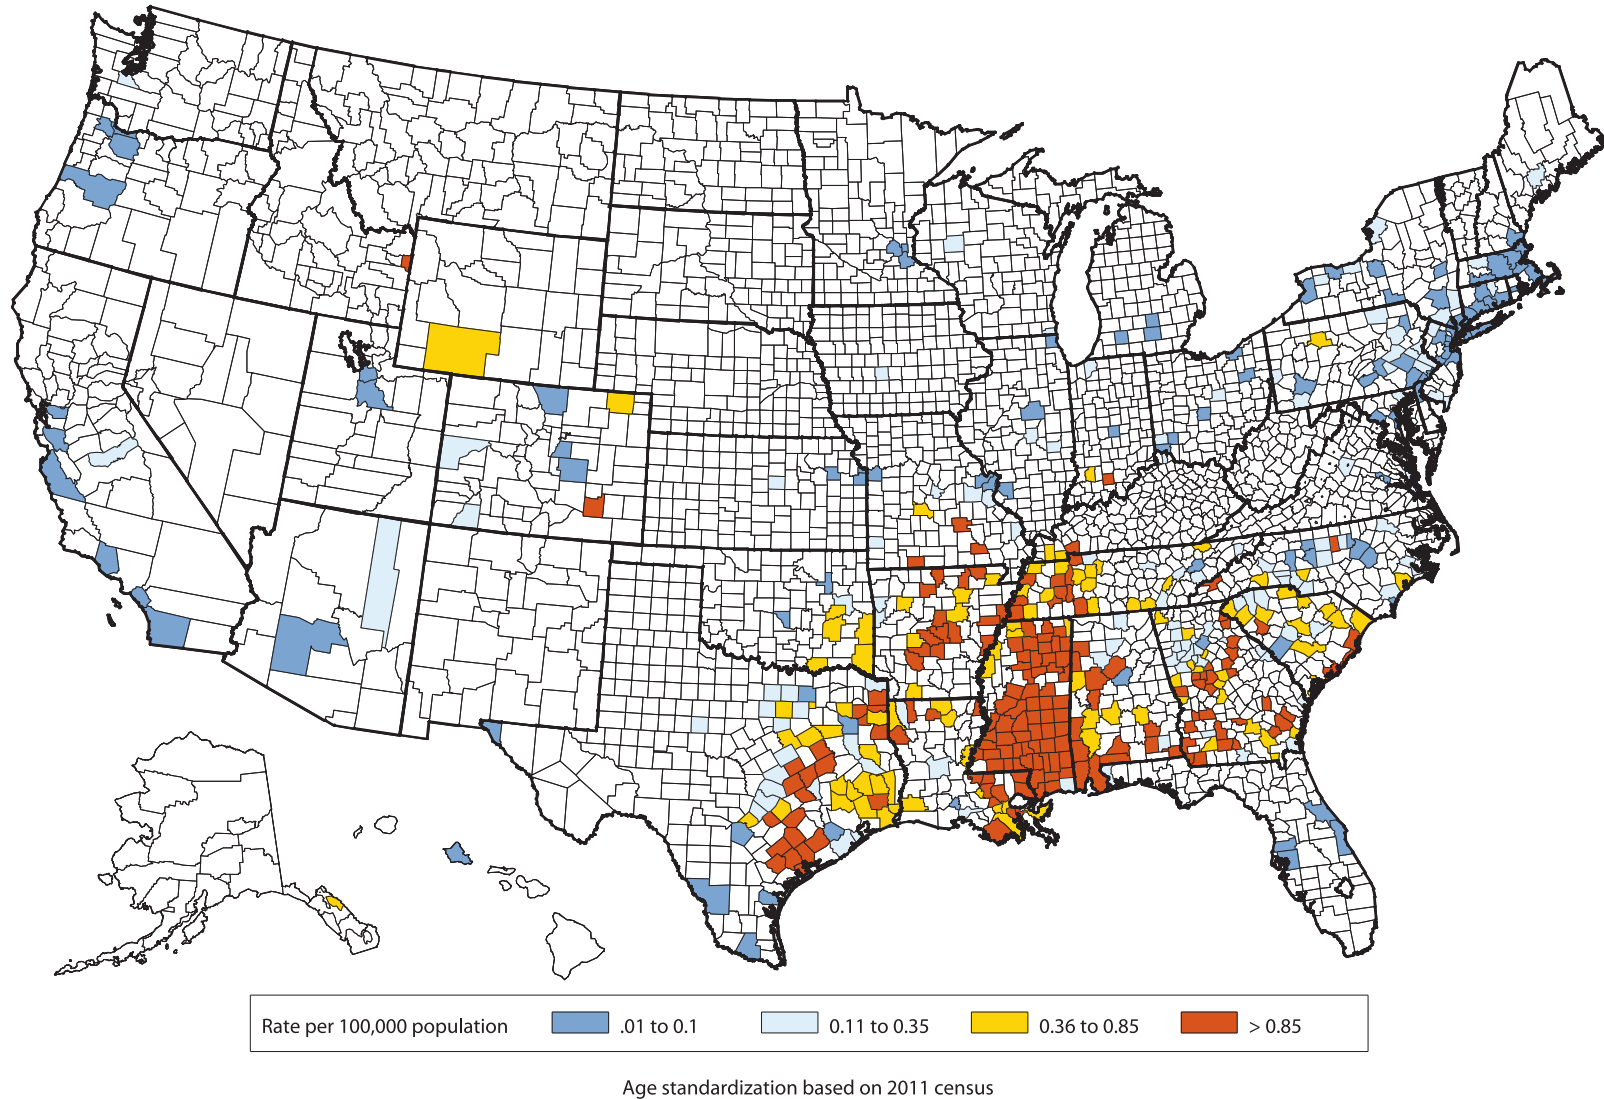 Rate per 100,000 population .01 to 0.1 0.11 to 0.35 0.36 to 0.85 > 0.85
Age standardization based on 2011 census